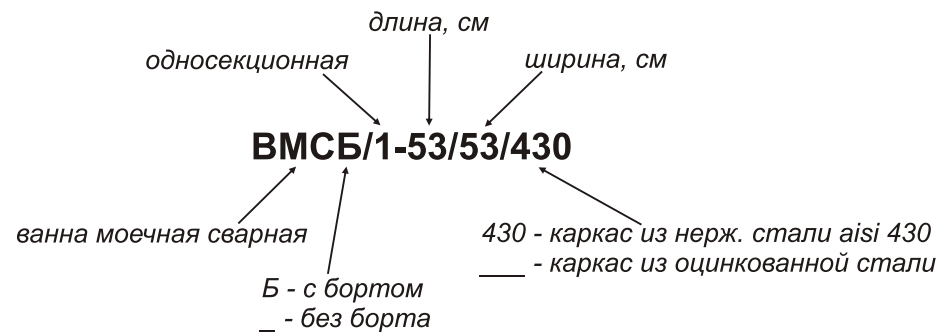 длина, см
односекционная
ширина, см
ВМСБ/1-53/53/430
ванна моечная сварная
430 - каркас из нерж. стали aisi 430
___ - каркас из оцинкованной стали
Б - с бортом
_ - без борта